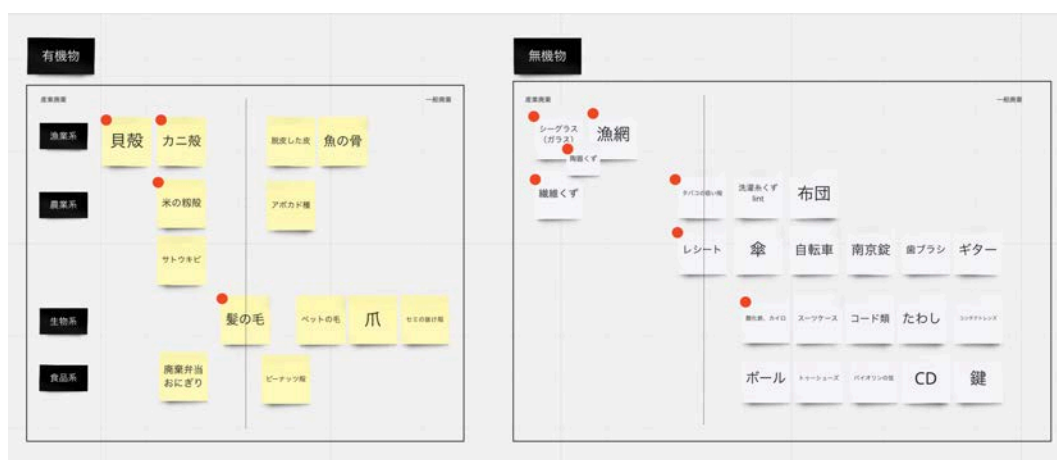 有機物
産業廃棄
一般廃棄
漁業系
貝殻
カニ殻
脱皮した皮
魚の骨
農業系
米の籾殻
アボカド種
サトウキビ
生物系
髪の毛
ペットの毛
爪
セミの抜け殻
食品系
廃棄弁当
おにぎり
ピーナッツ殻
無機物
産業廃棄
一般廃棄
シーグラス
(ガラス)
漁網
陶器くず
繊維くず
タバコの吸い殻
洗濯糸くず
lint
布団
レシート
傘
自転車
南京錠
歯ブラシ
ギター
酸化鉄、カイロ
スーツケース
コード類
たわし
コンタクトレンズ
ボール
トゥーシューズ
バイオリンの弦
CD
鍵